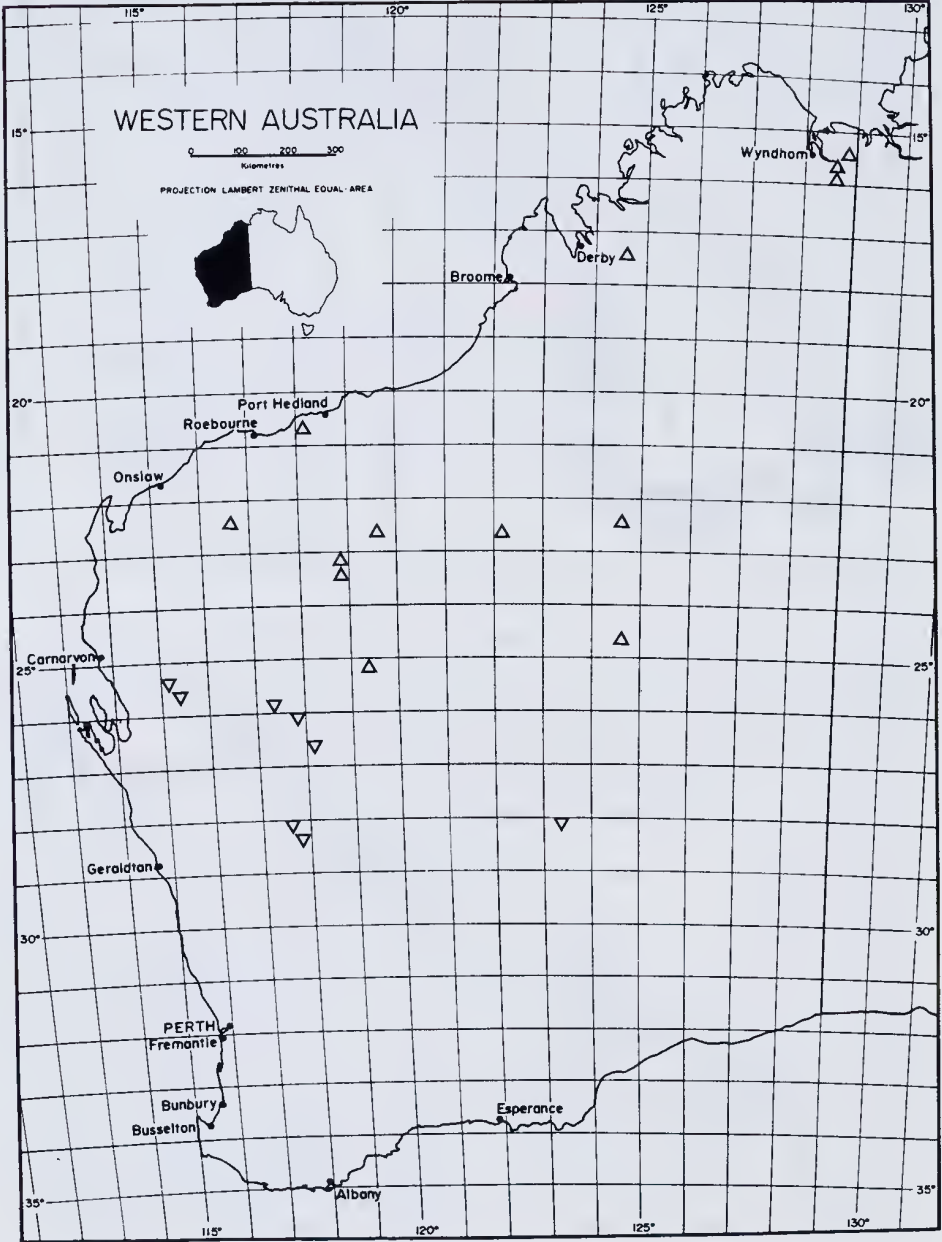 115° 120° 125° 130°
WESTERN AUSTRALIA
15° 15°
0 100 200 300
Kilometres
PROJECTION LAMBERT ZENITHAL EQUAL-AREA
Wyndham
Derby
Broome
20° 20°
Port Hedland
Roebourne
Onslow
Carnarvon
25° 25°
Geraldton
30° 30°
PERTH
Fremantle
Bunbury
Busselton
Esperance
Albany
35° 35°
115° 120° 125° 130°